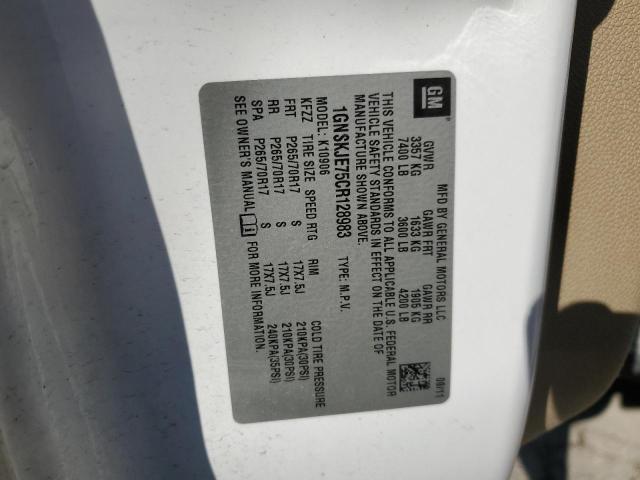 GM
MFD BY GENERAL MOTORS LLC
09/11
GVWR GAWR FRT GAWR RR
3357 KG 1633 KG 1905 KG
7400 LB 3600 LB 4200 LB
THIS VEHICLE CONFORMS TO ALL APPLICABLE U.S. FEDERAL MOTOR
VEHICLE SAFETY STANDARDS IN EFFECT ON THE DATE OF
MANUFACTURE SHOWN ABOVE.
1GNSKJE75CR128983 TYPE: M.P.V.
MODEL: K10906
KFZZ TIRE SIZE SPEED RTG RIM COLD TIRE PRESSURE
FRT P265/70R17 S 17X7.5J 210KPA(30PSI)
RR P265/70R17 S 17X7.5J 210KPA(30PSI)
SPA P265/70R17 S 17X7.5J 240KPA(35PSI)
SEE OWNER'S MANUAL FOR MORE INFORMATION.